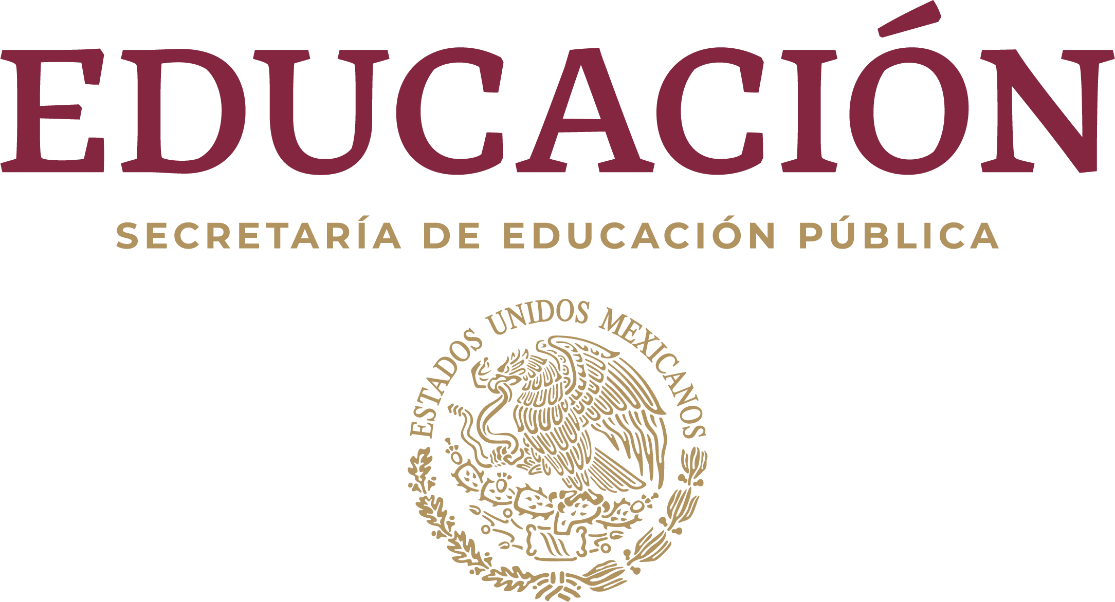 EDUCACIÓN
SECRETARÍA DE EDUCACIÓN PÚBLICA
ESTADOS UNIDOS MEXICANOS